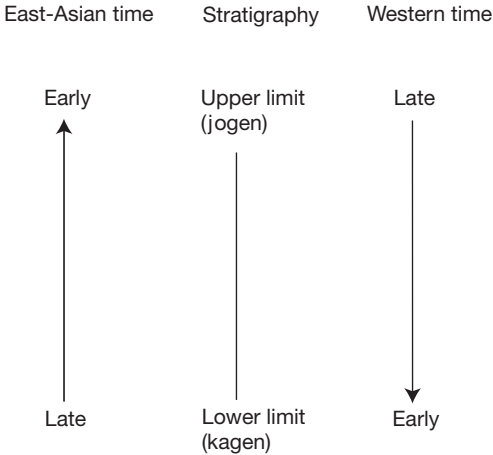 East-Asian time
Stratigraphy
Western time
Early
Upper limit
(jogen)
Late
Late
Lower limit
(kagen)
Early